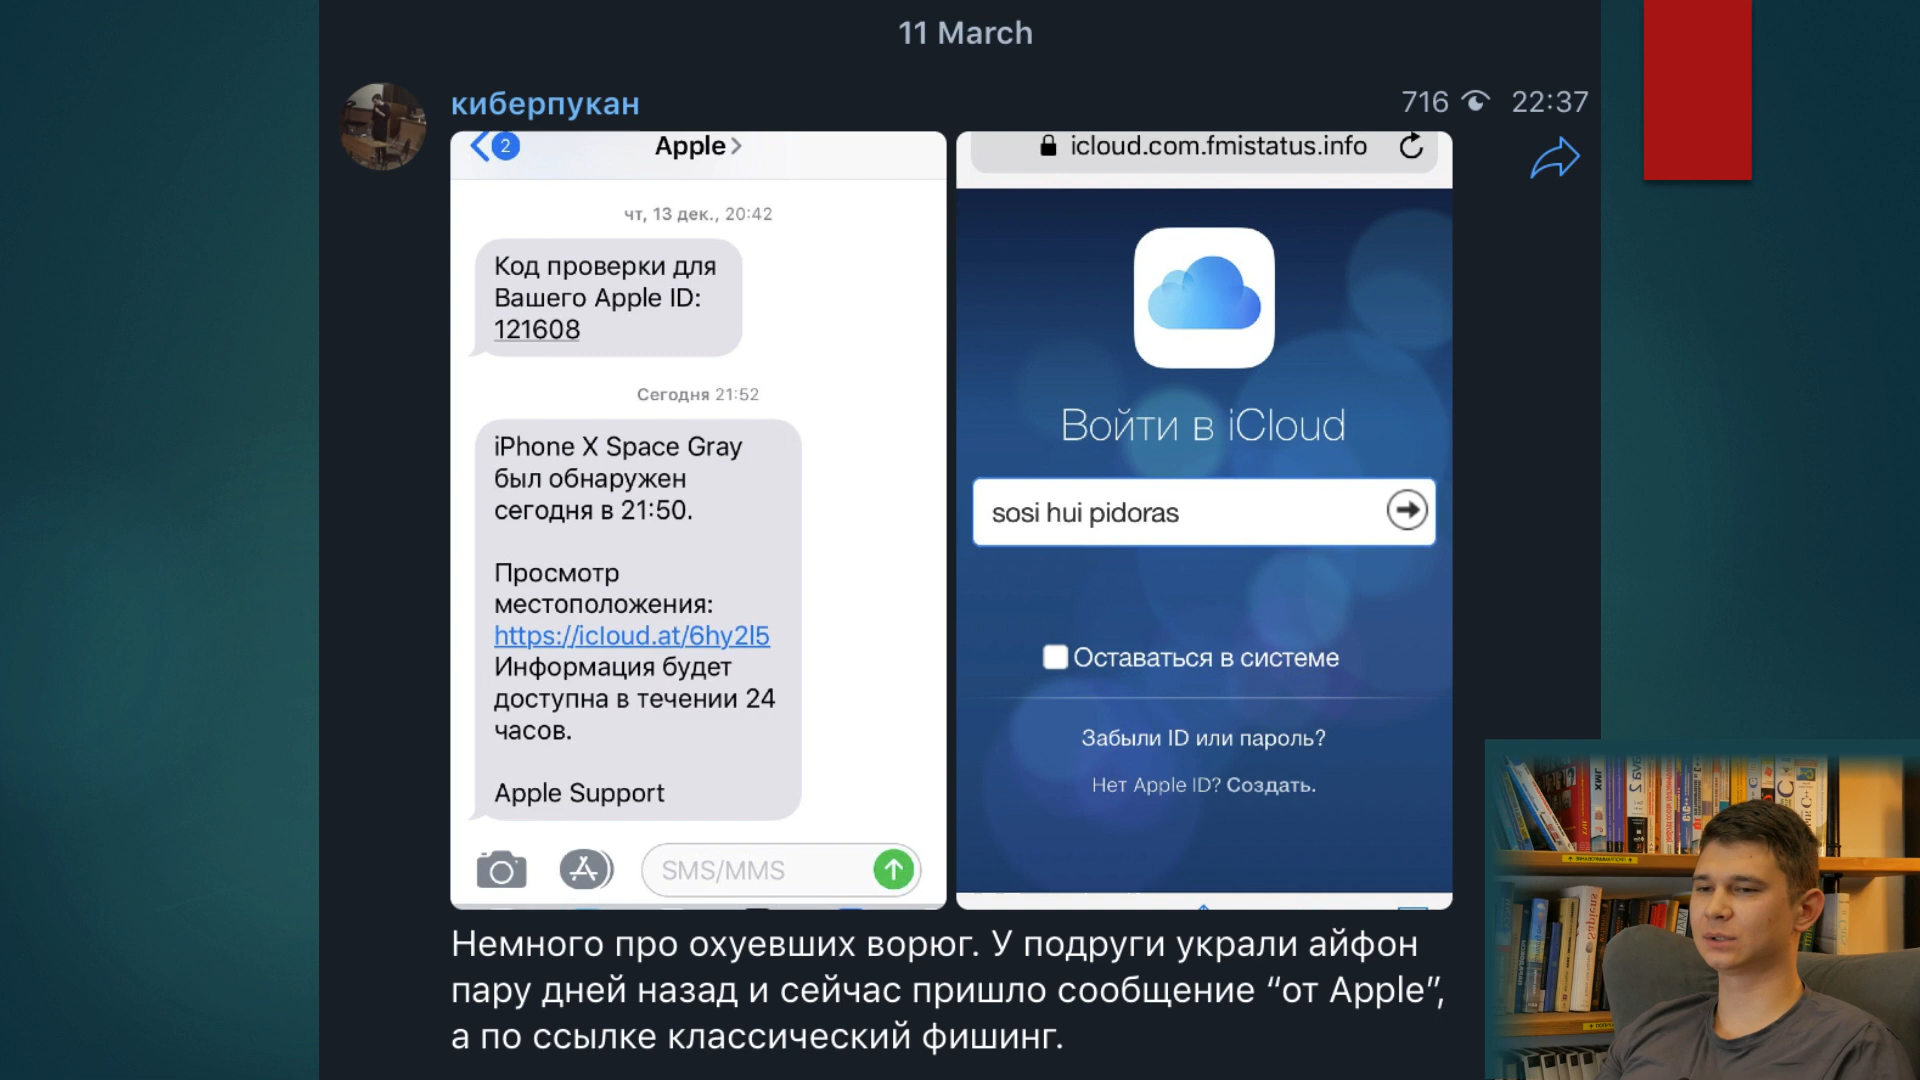 11 March
киберпукан
716 22:37
2 Apple
чт, 13 дек., 20:42
Код проверки для
Вашего Apple ID:
121608
Сегодня 21:52
iPhone X Space Gray
был обнаружен
сегодня в 21:50.
Просмотр
местоположения:
https://icloud.at/6hy2l5
Информация будет
доступна в течении 24
часов.
Apple Support
SMS/MMS
icloud.com.fmistatus.info
Войти в iCloud
sosi hui pidoras
Оставаться в системе
Забыли ID или пароль?
Нет Apple ID? Создать.
Немного про охуевших ворюг. У подруги украли айфон
пару дней назад и сейчас пришло сообщение “от Apple”,
а по ссылке классический фишинг.